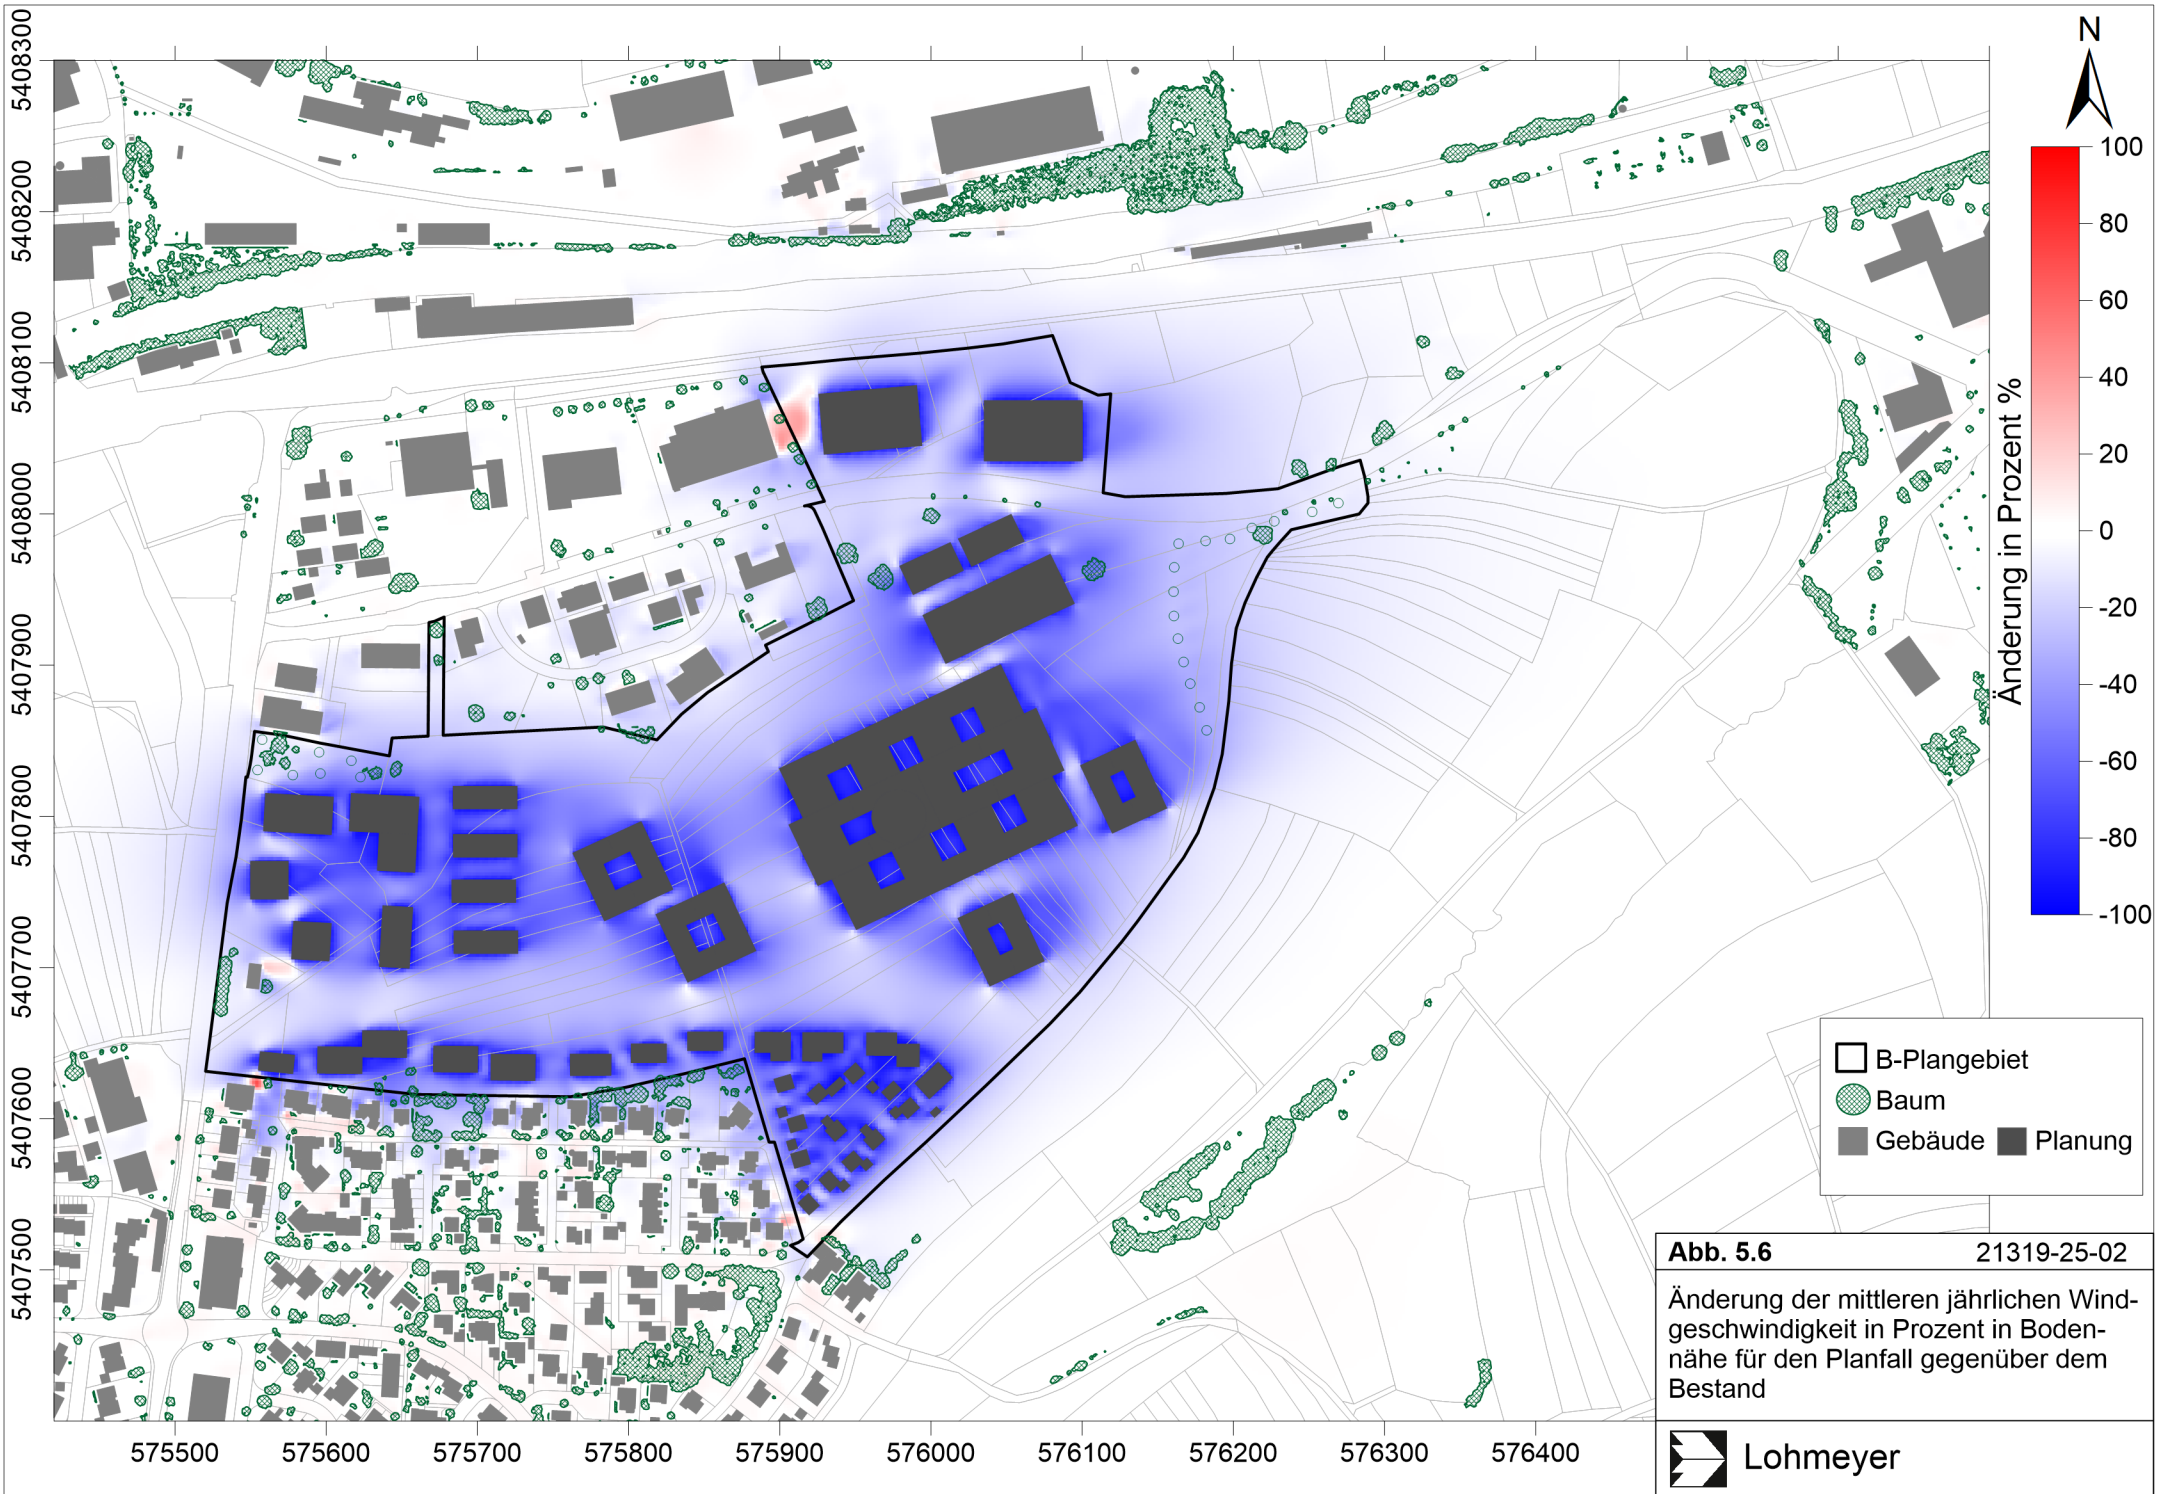 N
5408300
5408200
5408100
5408000
5407900
5407800
5407700
5407600
5407500
575500 575600 575700 575800 575900 576000 576100 576200 576300 576400
100
80
60
40
20
0
-20
-40
-60
-80
-100
Änderung in Prozent %
B-Plangebiet
Baum
Gebäude Planung
Abb. 5.6 21319-25-02
Änderung der mittleren jährlichen Wind-
geschwindigkeit in Prozent in Boden-
nähe für den Planfall gegenüber dem
Bestand
Lohmeyer